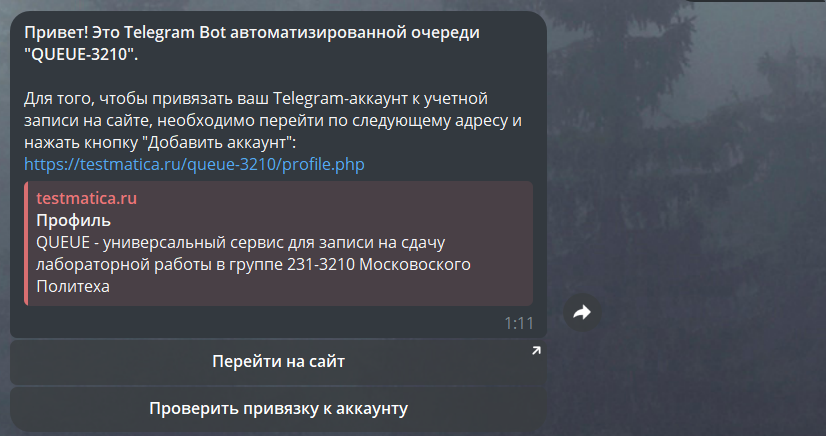 Привет! Это Telegram Bot автоматизированной очереди
"QUEUE-3210".
Для того, чтобы привязать ваш Telegram-аккаунт к учетной
записи на сайте, необходимо перейти по следующему адресу и
нажать кнопку "Добавить аккаунт":
https://testmatica.ru/queue-3210/profile.php
testmatica.ru
Профиль
QUEUE - универсальный сервис для записи на сдачу
лабораторной работы в группе 231-3210 Московоского
Политеха
1:11
Перейти на сайт
Проверить привязку к аккаунту